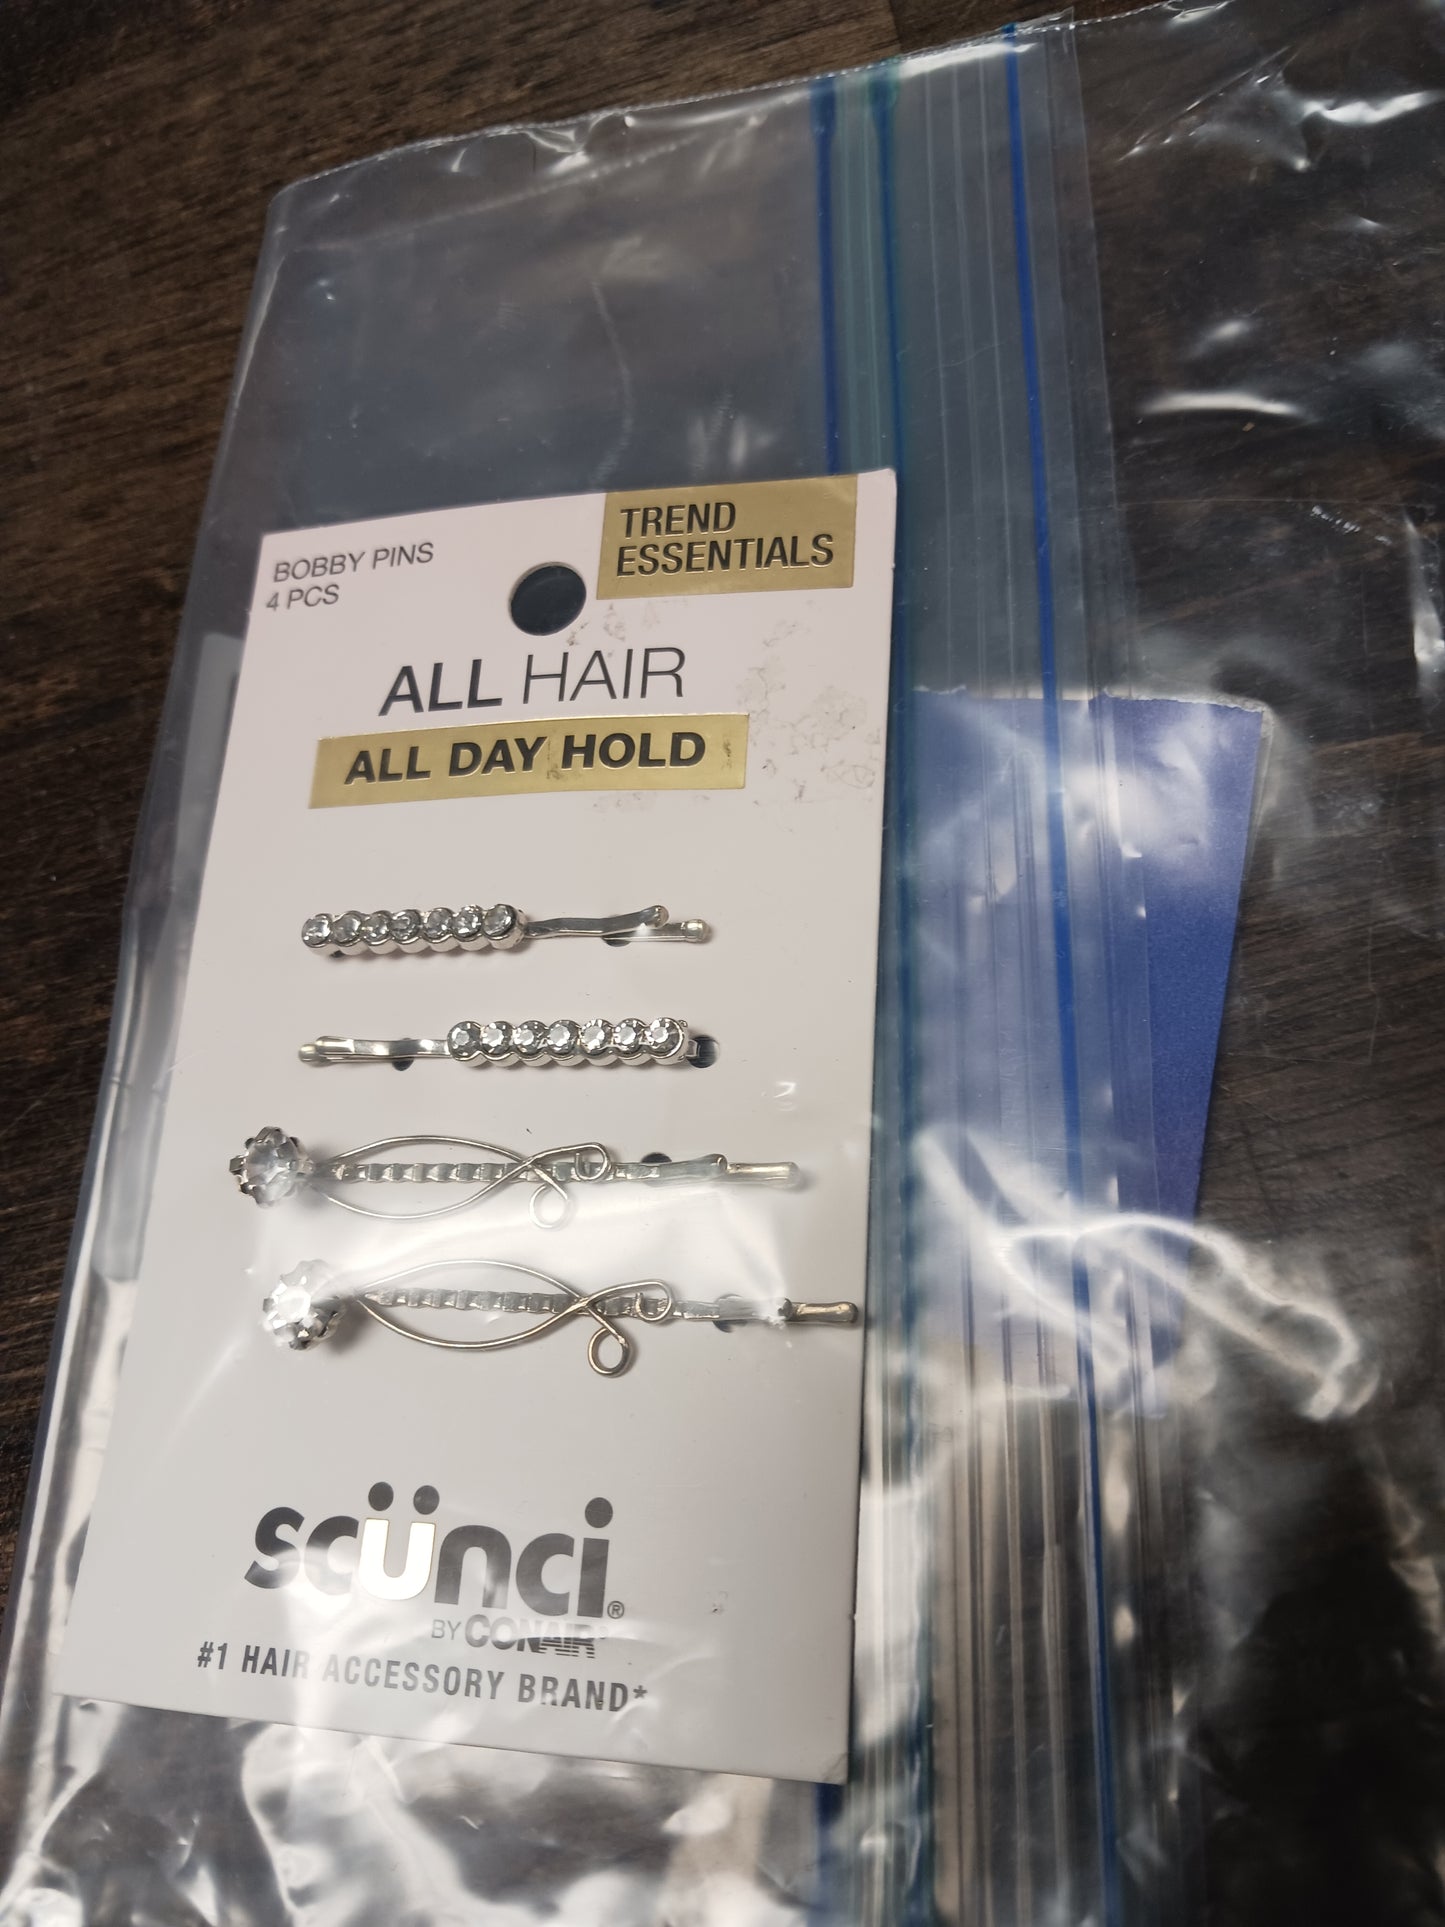 BOBBY PINS
4 PCS
TREND
ESSENTIALS
ALL HAIR
ALL DAY HOLD
scünci®
BY CONAIR®
#1 HAIR ACCESSORY BRAND*